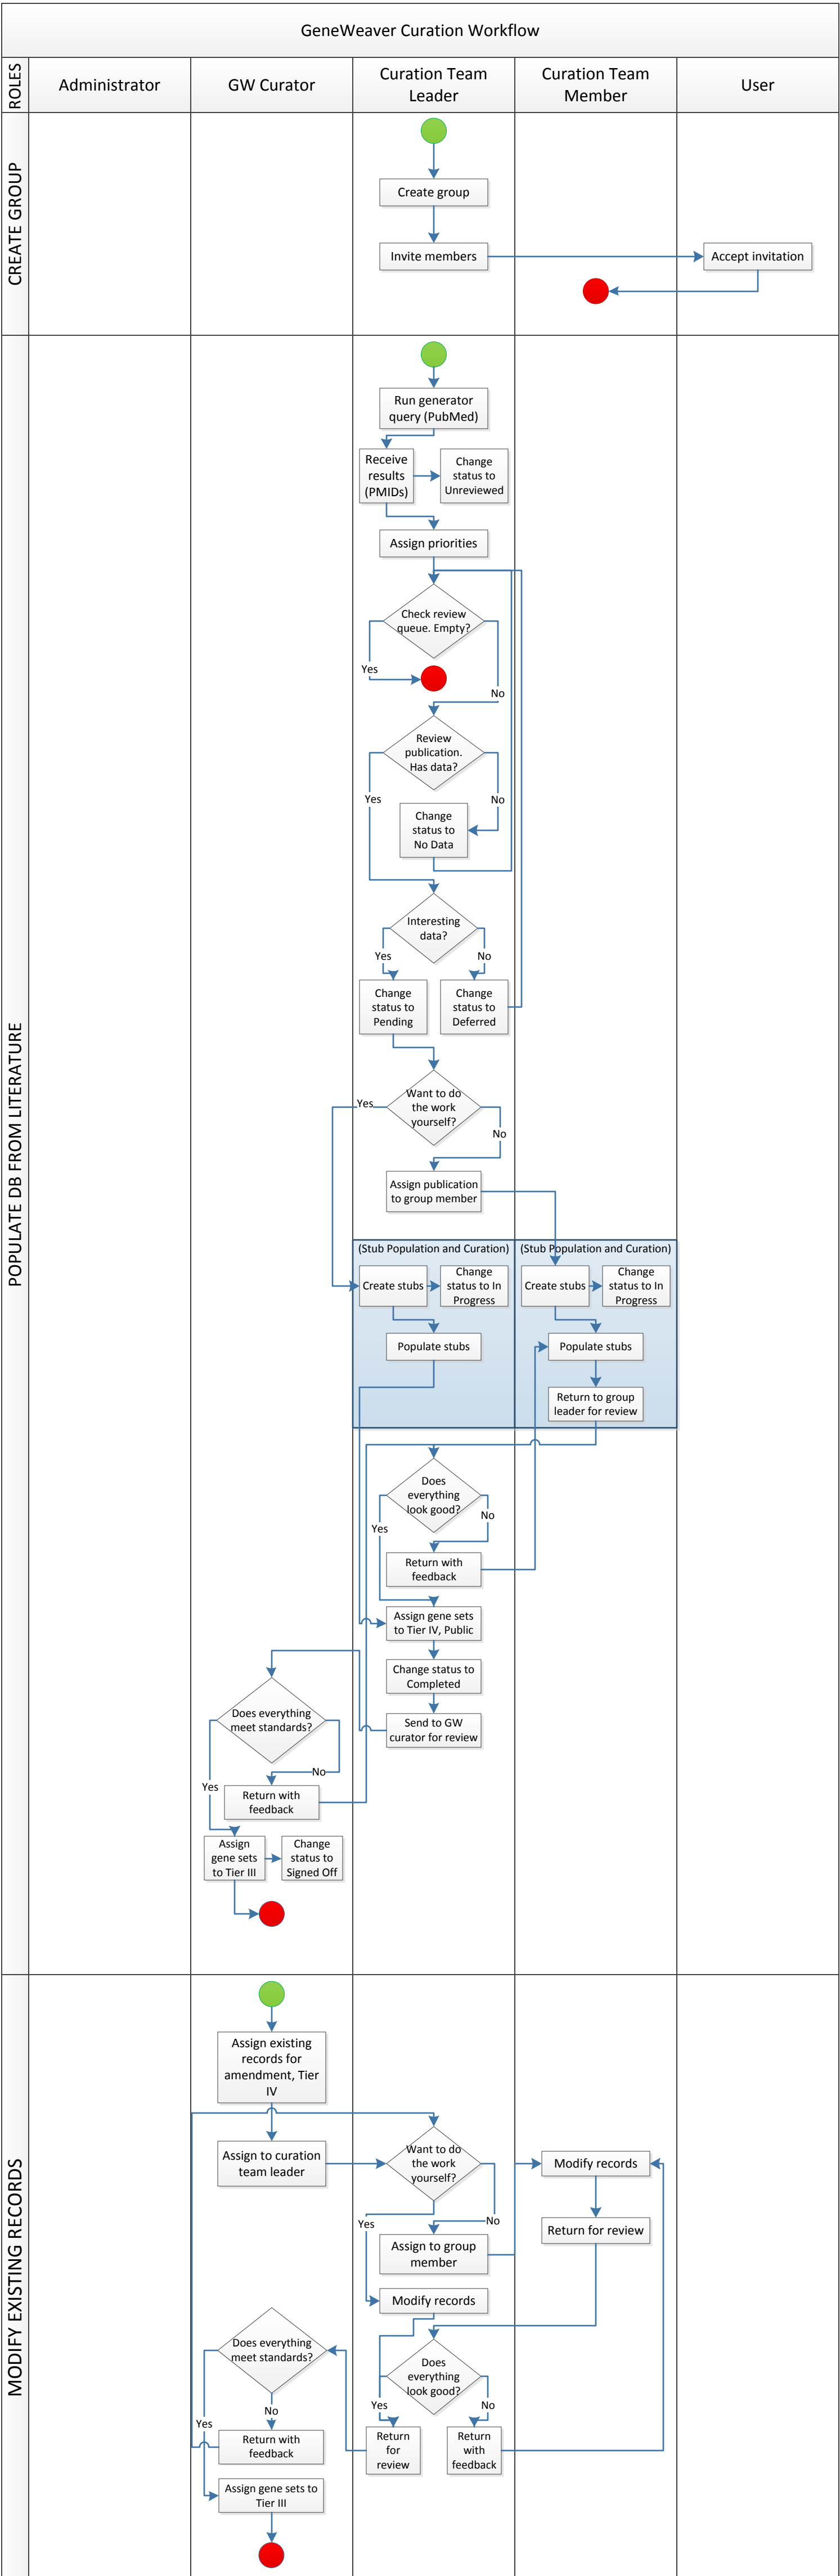 GeneWeaver Curation Workflow
ROLES
Administrator
GW Curator
Curation Team
Leader
Curation Team
Member
User
CREATE GROUP
Create group
Invite members
Accept invitation
POPULATE DB FROM LITERATURE
Run generator
query (PubMed)
Receive
results
(PMIDs)
Change
status to
Unreviewed
Assign priorities
Check review
queue. Empty?
Yes
No
Review
publication.
Has data?
Yes
No
Change
status to
No Data
Interesting
data?
Yes
No
Change
status to
Pending
Change
status to
Deferred
Want to do
the work
yourself?
Yes
No
Assign publication
to group member
(Stub Population and Curation)
(Stub Population and Curation)
Create stubs
Change
status to In
Progress
Create stubs
Change
status to In
Progress
Populate stubs
Populate stubs
Return to group
leader for review
Does
everything
look good?
Yes
No
Return with
feedback
Assign gene sets
to Tier IV, Public
Change status to
Completed
Send to GW
curator for review
Does everything
meet standards?
No
Yes
Return with
feedback
Assign
gene sets
to Tier III
Change
status to
Signed Off
MODIFY EXISTING RECORDS
Assign existing
records for
amendment, Tier
IV
Assign to curation
team leader
Want to do
the work
yourself?
Yes
No
Modify records
Return for review
Assign to group
member
Modify records
Does everything
meet standards?
Does
everything
look good?
Yes
No
No
Yes
Return
for
review
Return
with
feedback
Return with
feedback
Assign gene sets to
Tier III